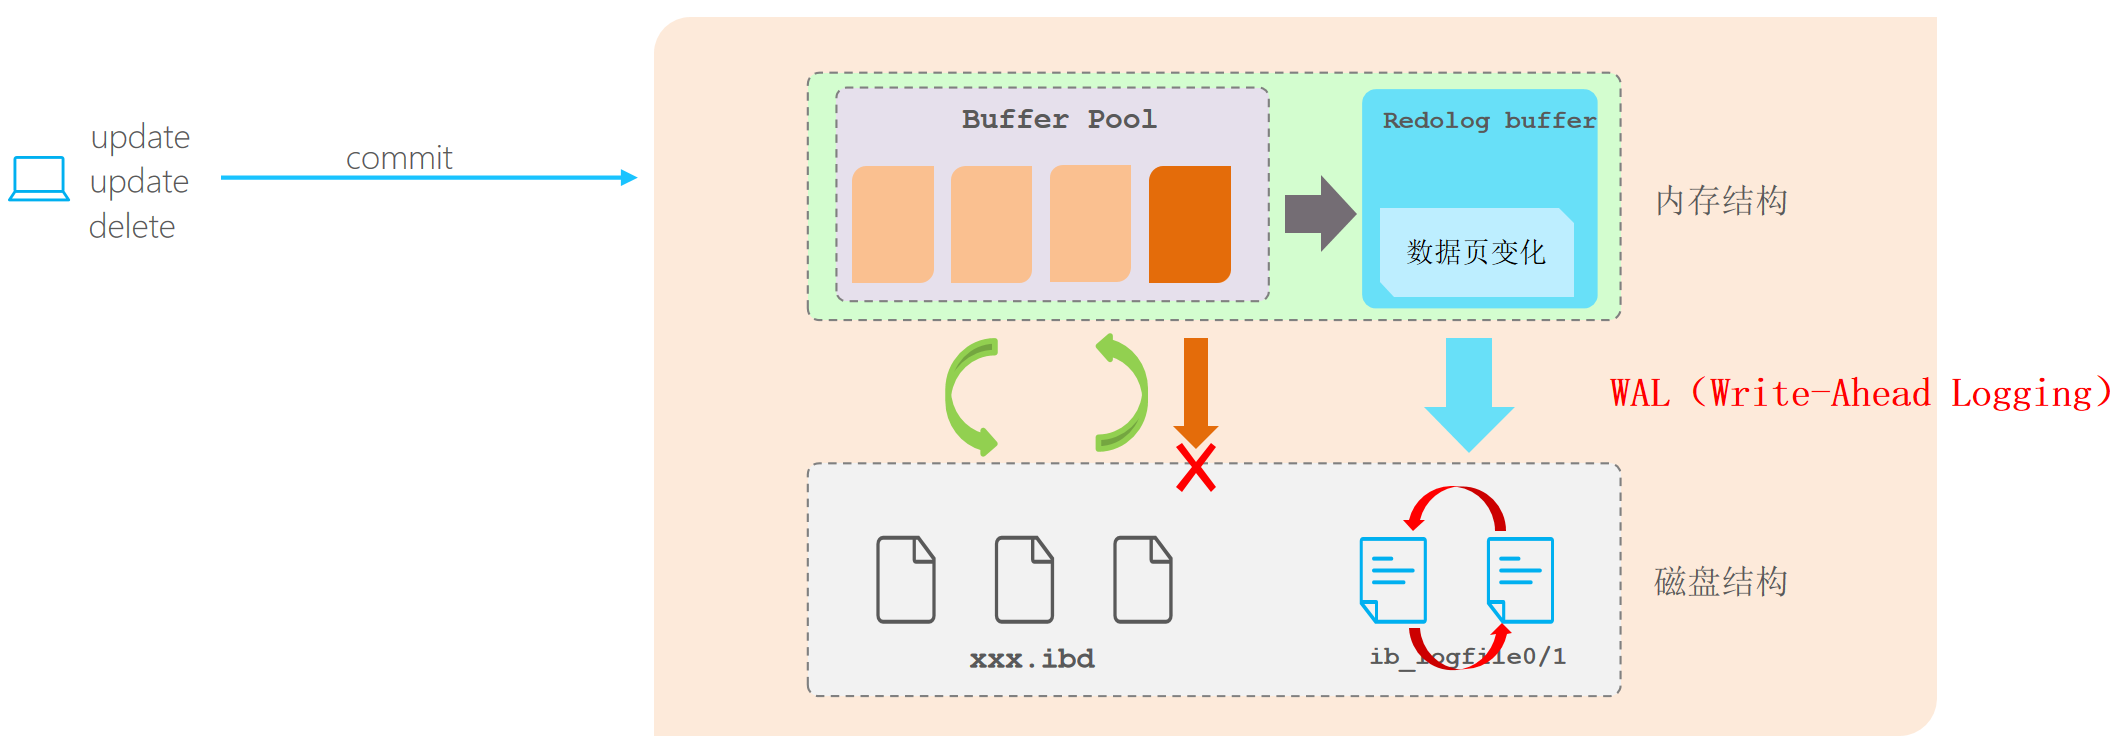 update
update
delete
commit
Buffer Pool
Redolog buffer
数据页变化
内存结构
WAL（Write-Ahead Logging）
xxx.ibd
ib_logfile0/1
磁盘结构